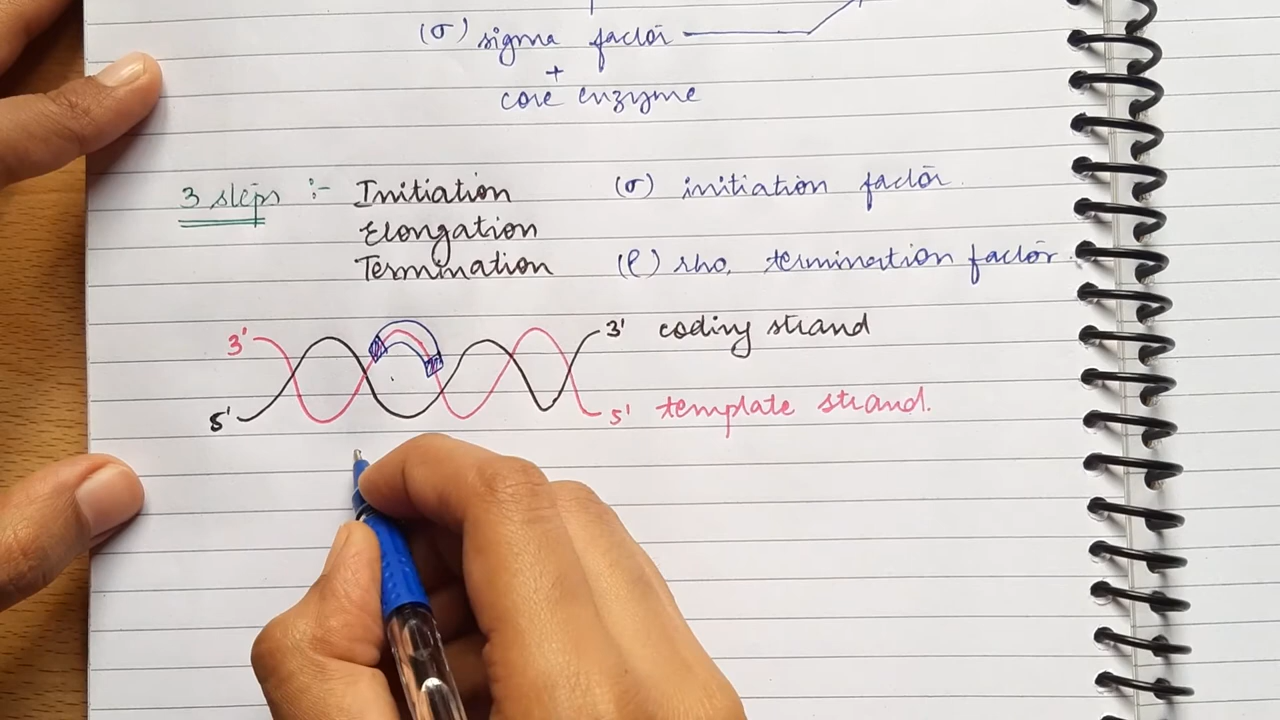 (σ) sigma factor
+
core enzyme
3 steps :- Initiation (σ) initiation factor.
Elongation
Termination (ρ) rho. termination factor.
3' 3' coding strand
5' 5' template strand.